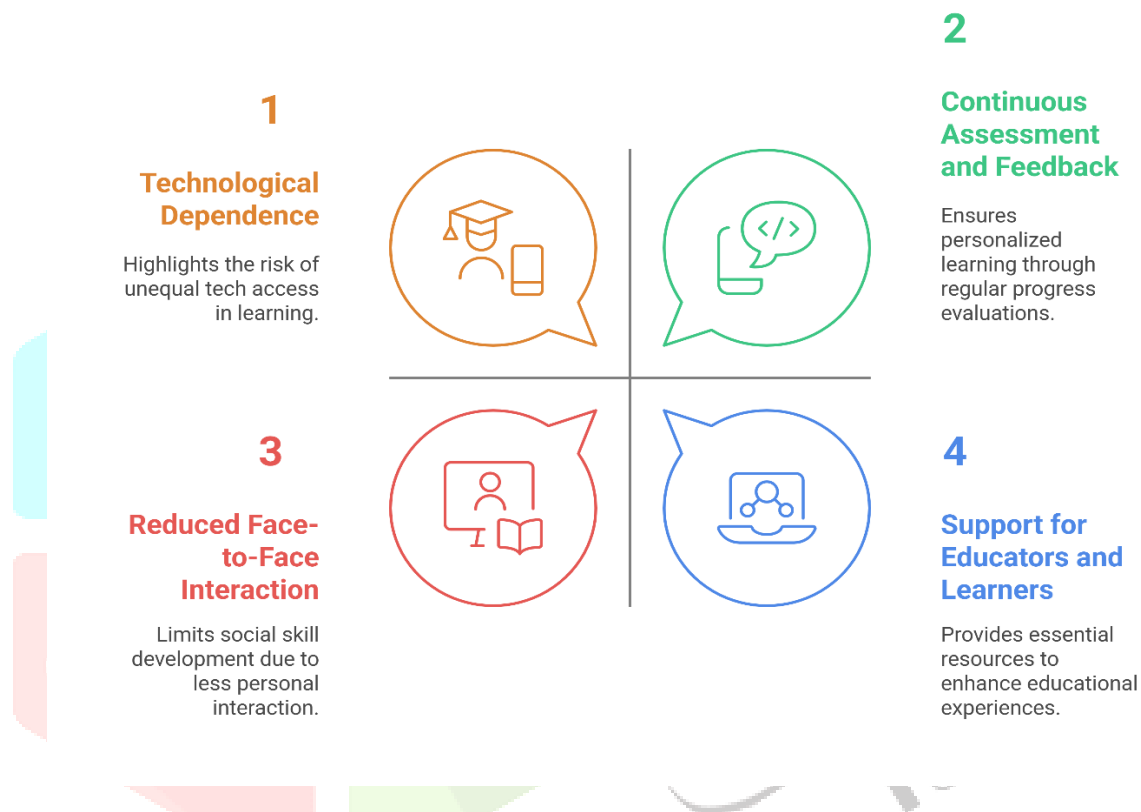 1
Technological
Dependence
Highlights the risk of
unequal tech access
in learning.
2
Continuous
Assessment
and Feedback
Ensures
personalized
learning through
regular progress
evaluations.
</>
3
Reduced Face-
to-Face
Interaction
Limits social skill
development due to
less personal
interaction.
4
Support for
Educators and
Learners
Provides essential
resources to
enhance educational
experiences.